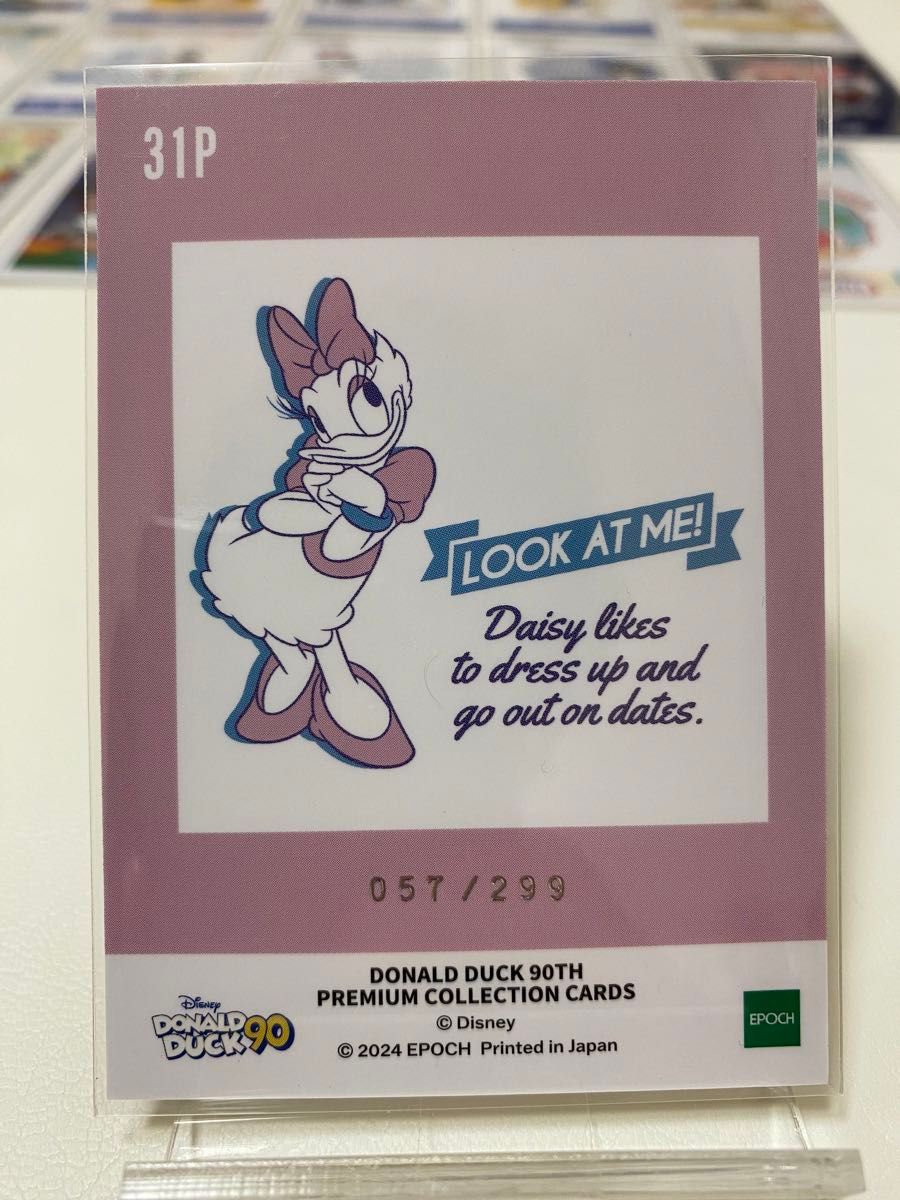 31P
LOOK AT ME!
Daisy likes
to dress up and
go out on dates.
057/299
DONALD DUCK 90TH
PREMIUM COLLECTION CARDS
© Disney
© 2024 EPOCH Printed in Japan
Disney
DONALD
DUCK 90
EPOCH